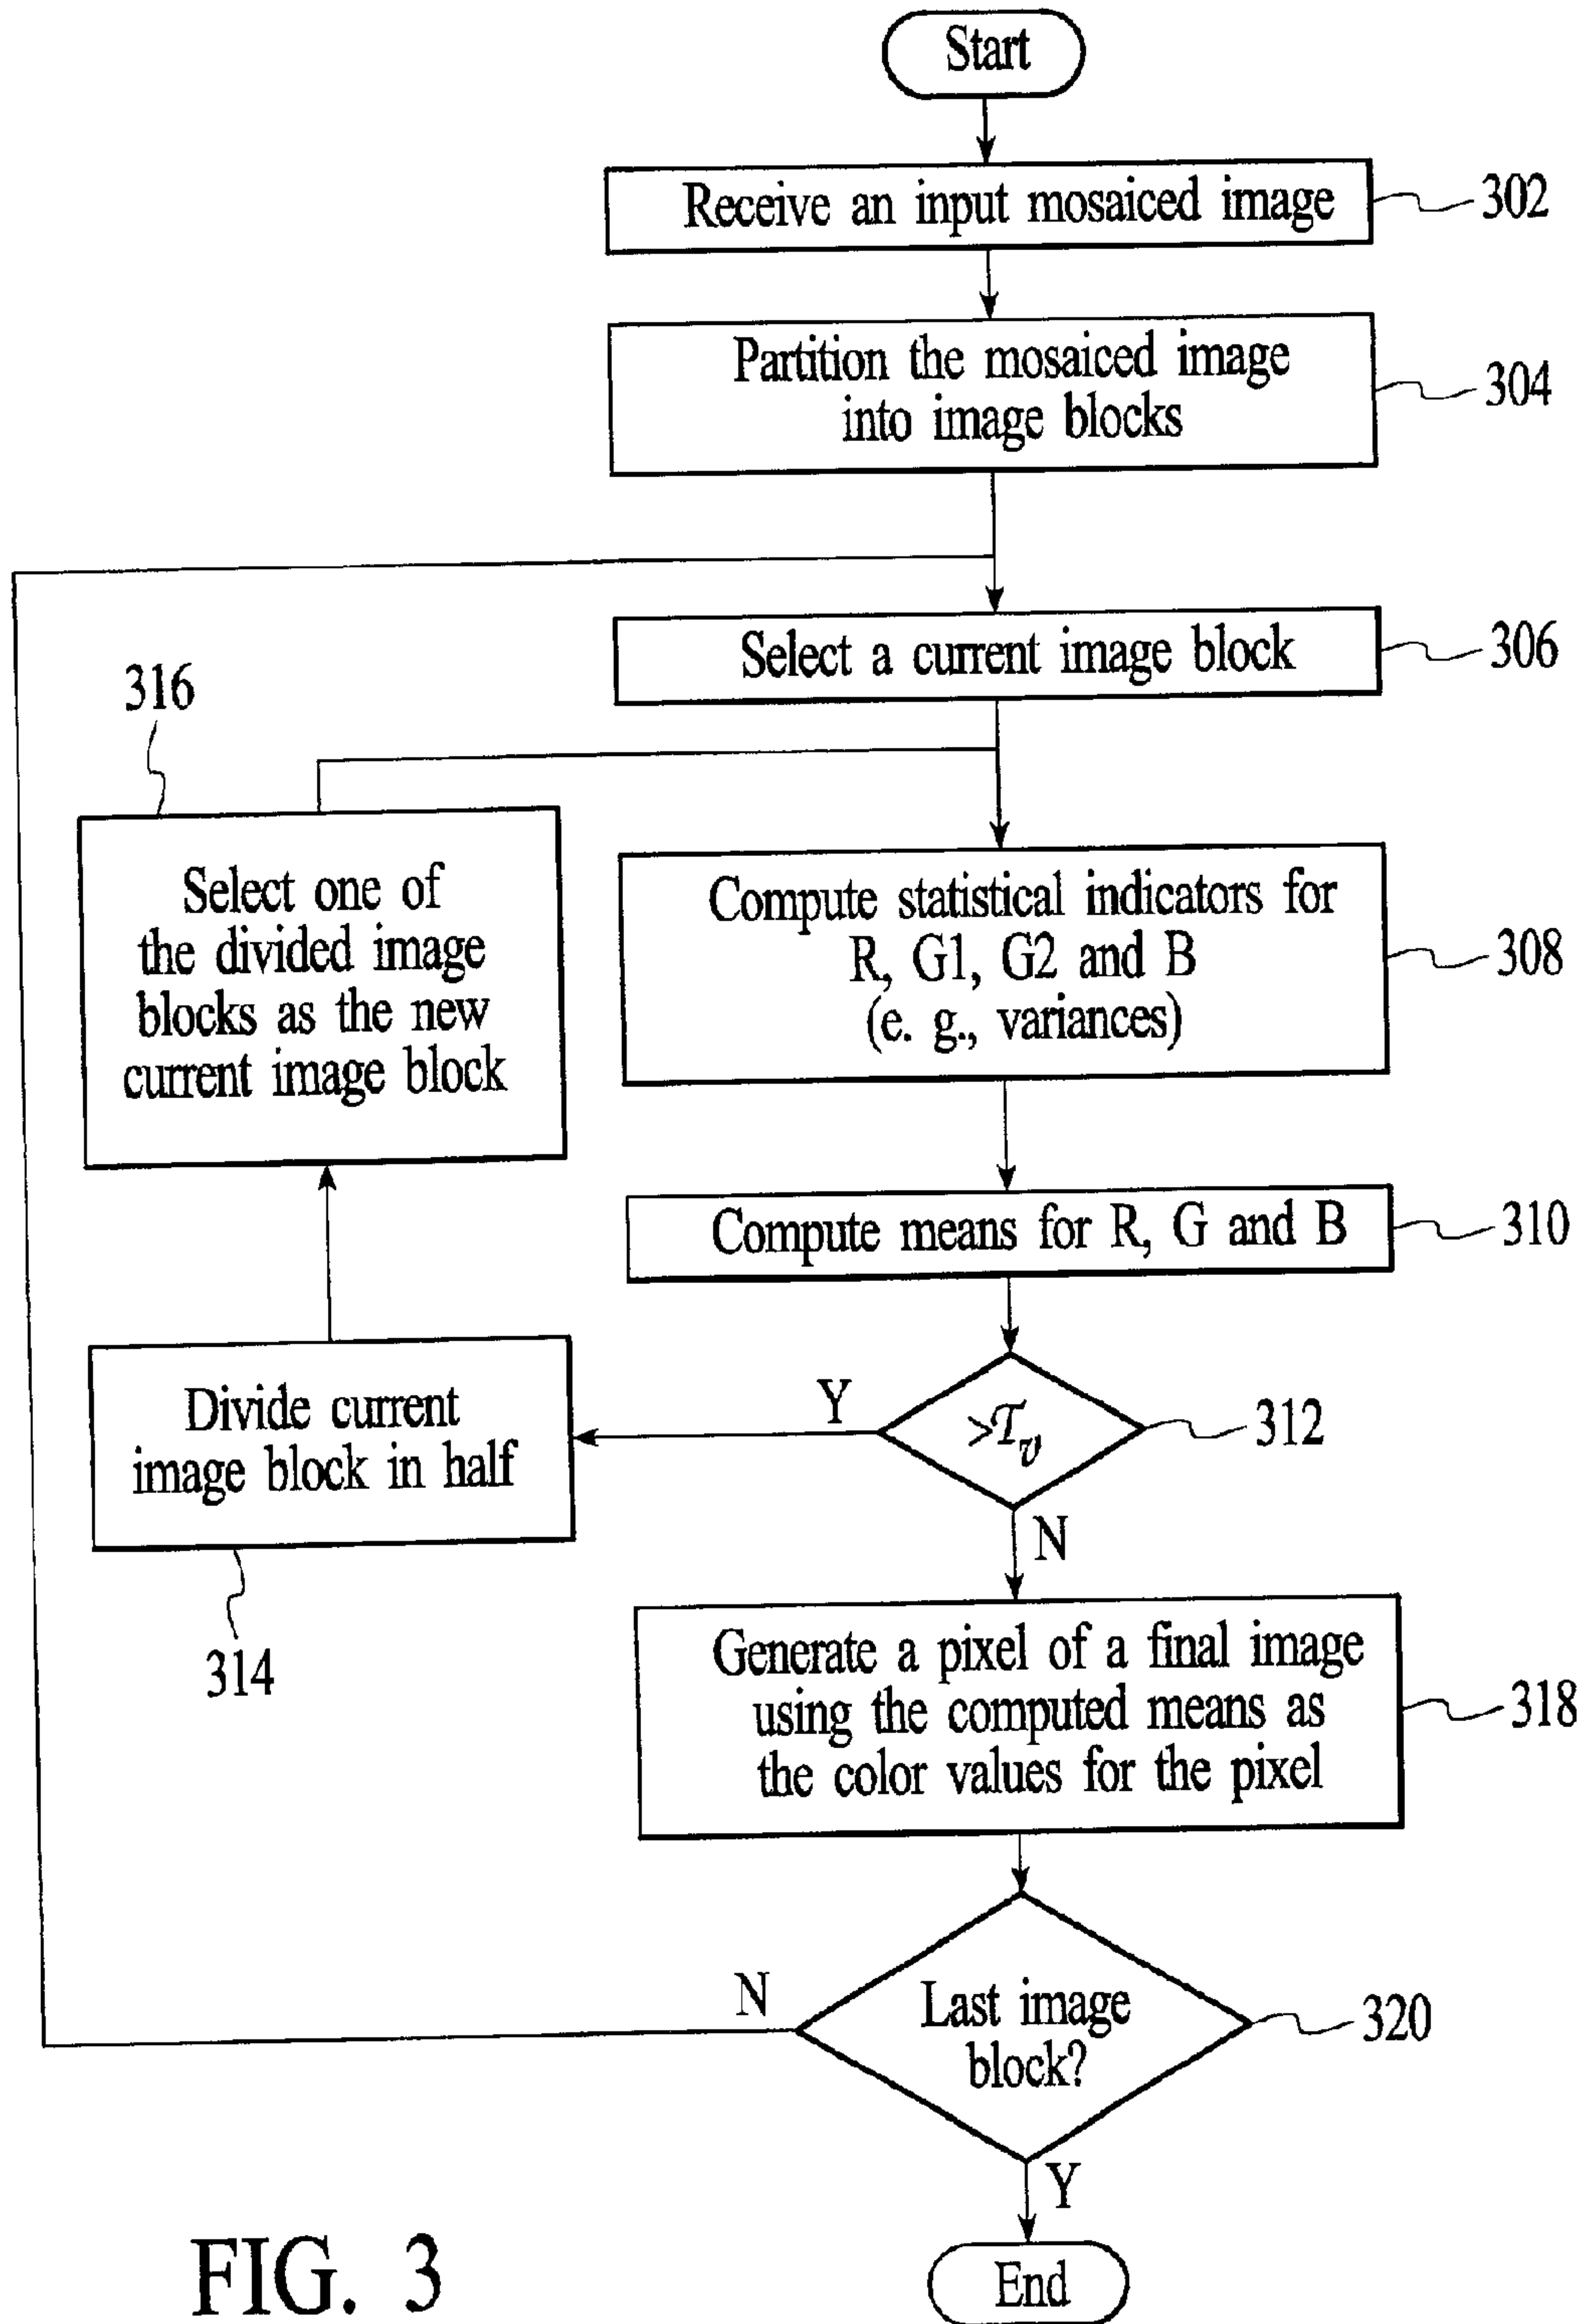 Start
Receive an input mosaiced image
302
Partition the mosaiced image
into image blocks
304
Select a current image block
306
316
Select one of
the divided image
blocks as the new
current image block
Compute statistical indicators for
R, G1, G2 and B
(e. g., variances)
308
Compute means for R, G and B
310
Divide current
image block in half
314
Y
>Tv
312
N
Generate a pixel of a final image
using the computed means as
the color values for the pixel
318
N
Last image
block?
320
Y
End
FIG. 3